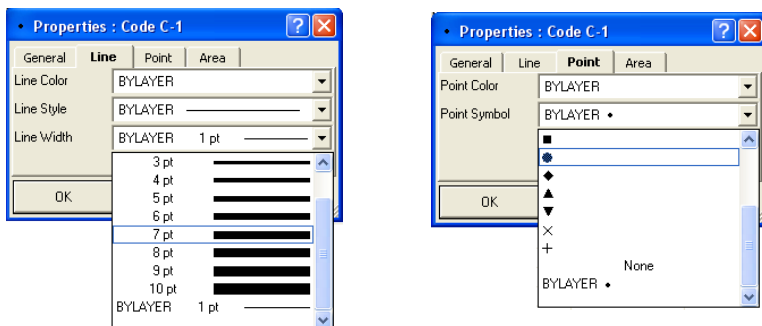 Properties : Code C-1
General Line Point Area
Line Color BYLAYER
Line Style BYLAYER
Line Width BYLAYER 1 pt
3 pt
4 pt
5 pt
6 pt
7 pt
8 pt
9 pt
10 pt
BYLAYER 1 pt
OK
Properties : Code C-1
General Line Point Area
Point Color BYLAYER
Point Symbol BYLAYER
None
BYLAYER
OK